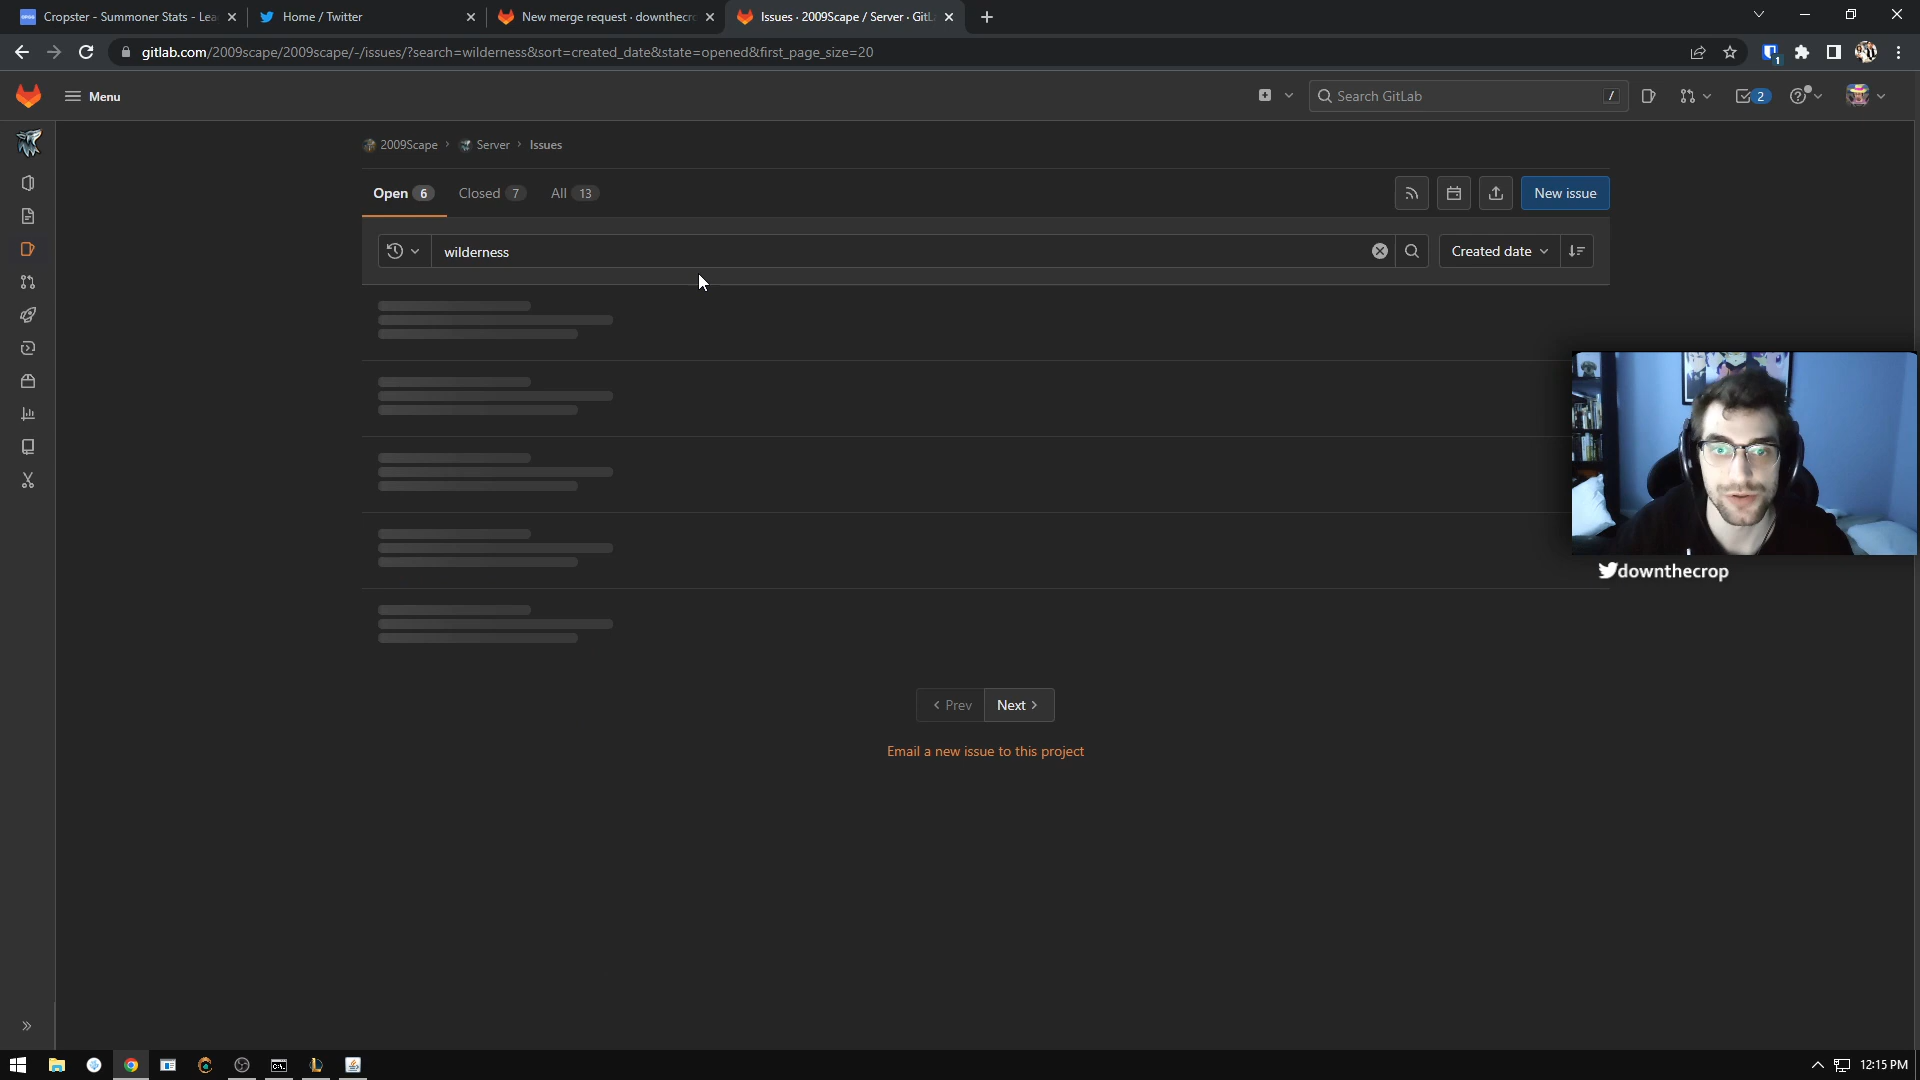 Cropster - Summoner Stats - Lea
Home / Twitter
New merge request · downthecro
Issues · 2009Scape / Server · GitL
gitlab.com/2009scape/2009scape/-/issues/?search=wilderness&sort=created_date&state=opened&first_page_size=20
1
Menu
Search GitLab
/
2
2009Scape › Server › Issues
Open 6
Closed 7
All 13
New issue
wilderness
Created date
downthecrop
Prev
Next
Email a new issue to this project
12:15 PM